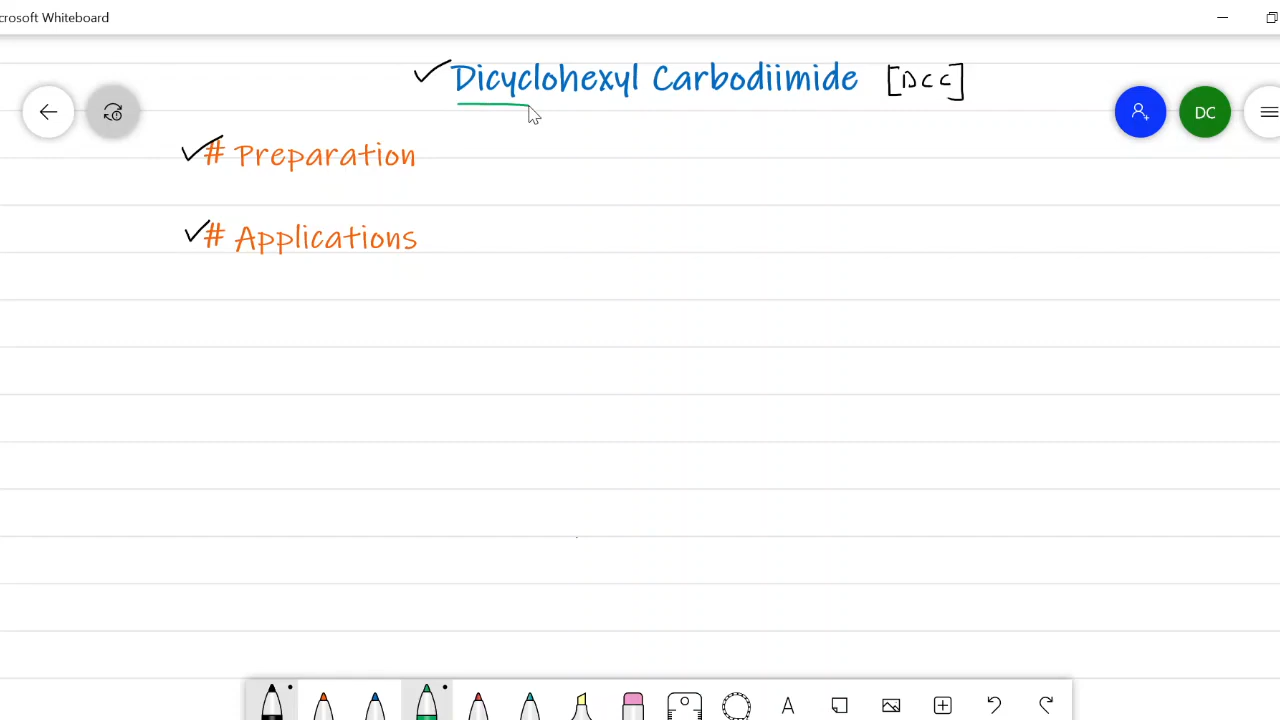 crosoft Whiteboard
Dicyclohexyl Carbodiimide [DCC]
DC
# Preparation
# Applications
A